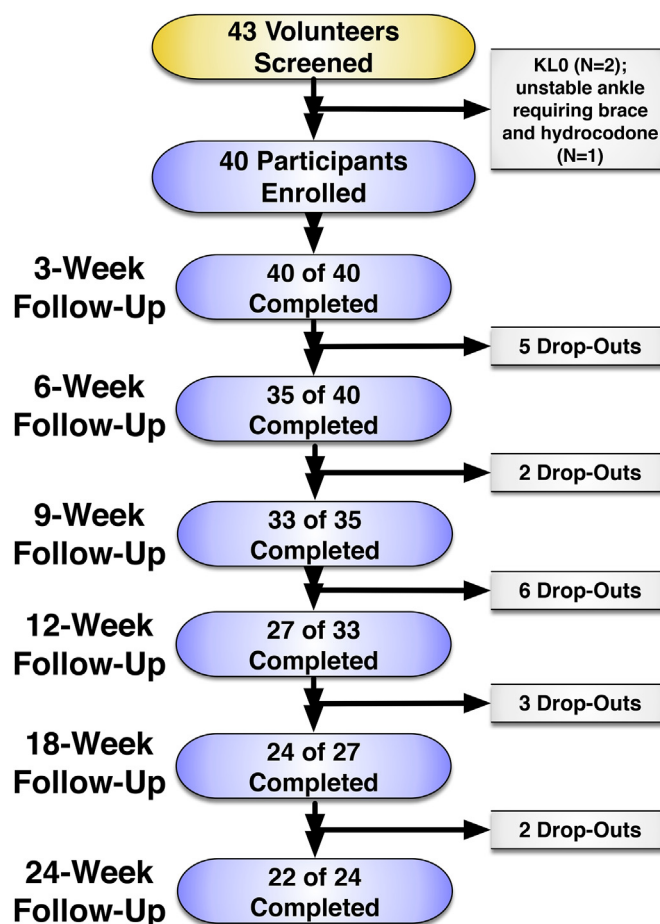 43 Volunteers
Screened
KL0 (N=2);
unstable ankle
requiring brace
and hydrocodone
(N=1)
40 Participants
Enrolled
3-Week
Follow-Up
40 of 40
Completed
5 Drop-Outs
6-Week
Follow-Up
35 of 40
Completed
2 Drop-Outs
9-Week
Follow-Up
33 of 35
Completed
6 Drop-Outs
12-Week
Follow-Up
27 of 33
Completed
3 Drop-Outs
18-Week
Follow-Up
24 of 27
Completed
2 Drop-Outs
24-Week
Follow-Up
22 of 24
Completed